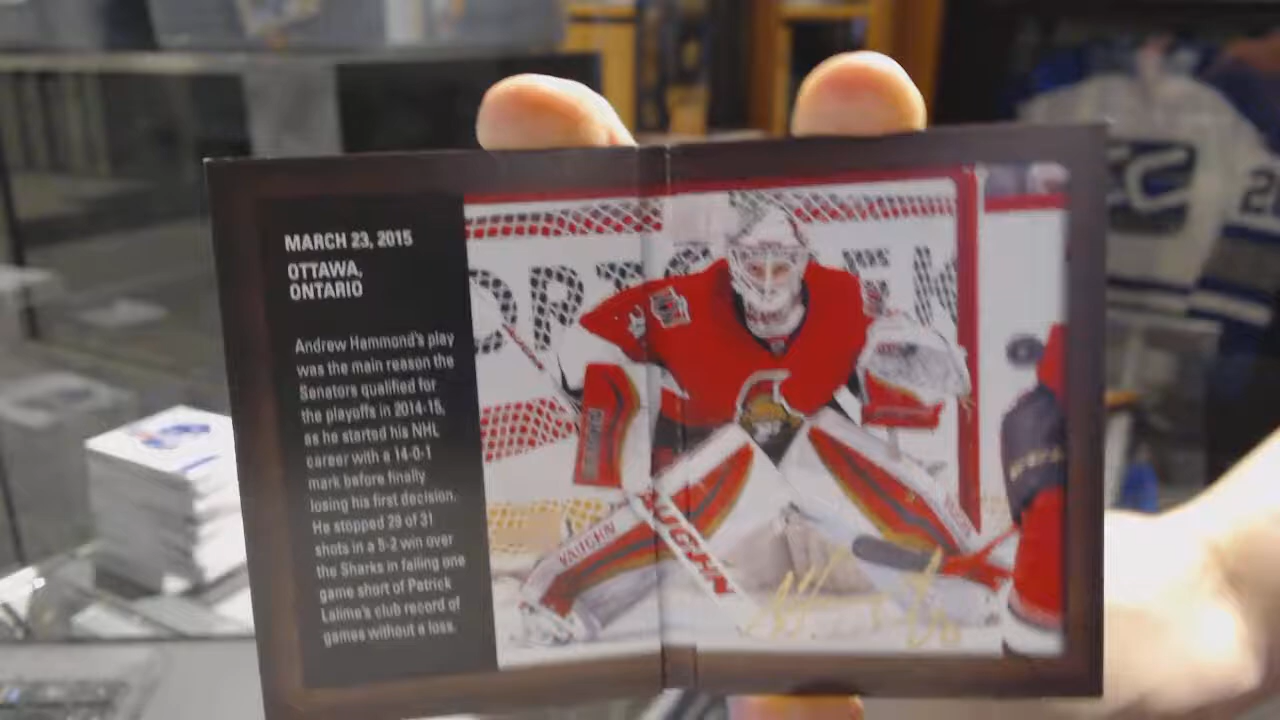 MARCH 23, 2015
OTTAWA,
ONTARIO
Andrew Hammond's play
was the main reason the
Senators qualified for
the playoffs in 2014-15,
as he started his NHL
career with a 14-0-1
mark before finally
losing his first decision.
He stopped 29 of 31
shots in a 5-2 win over
the Sharks in falling one
game short of Patrick
Lalime's club record of
games without a loss.
VAUGHN
VAUGHN